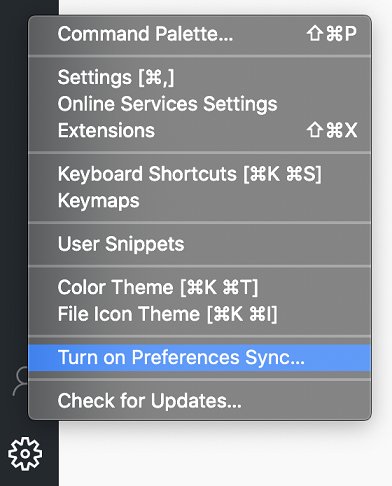 Command Palette... ⇧⌘P
Settings [⌘,]
Online Services Settings
Extensions ⇧⌘X
Keyboard Shortcuts [⌘K ⌘S]
Keymaps
User Snippets
Color Theme [⌘K ⌘T]
File Icon Theme [⌘K ⌘I]
Turn on Preferences Sync...
Check for Updates...